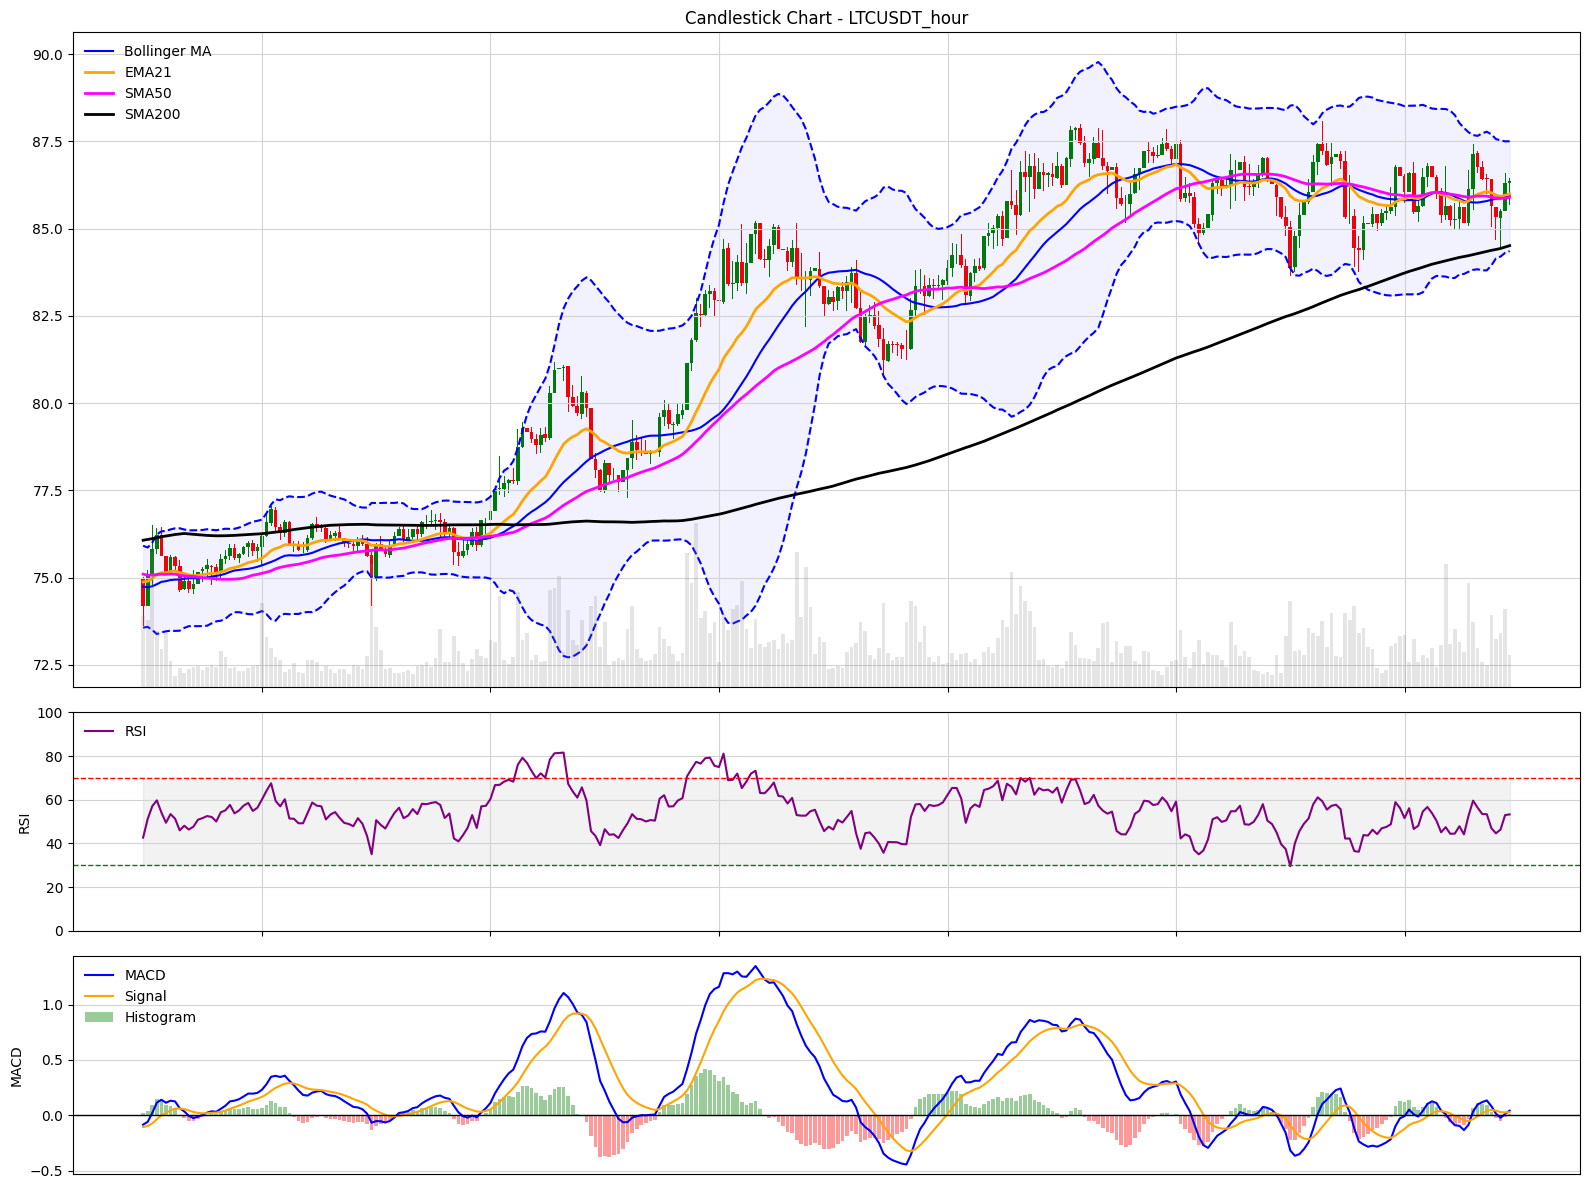 Candlestick Chart - LTCUSDT_hour
Bollinger MA
EMA21
SMA50
SMA200
90.0
87.5
85.0
82.5
80.0
77.5
75.0
72.5
RSI
100
80
60
40
20
0
RSI
MACD
Signal
Histogram
1.0
0.5
0.0
−0.5
MACD